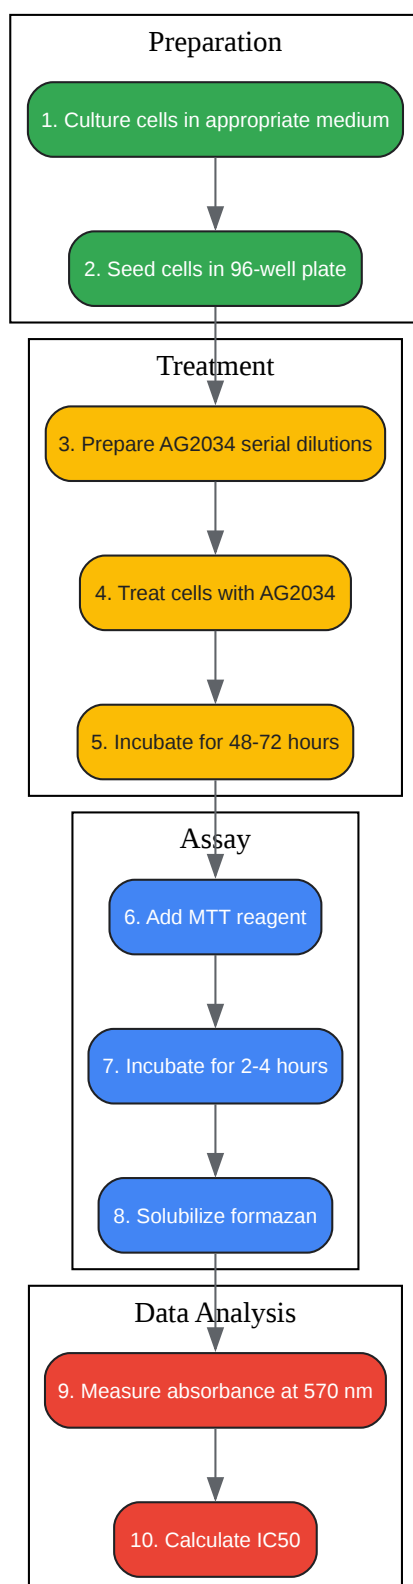 Preparation
1. Culture cells in appropriate medium
2. Seed cells in 96-well plate
Treatment
3. Prepare AG2034 serial dilutions
4. Treat cells with AG2034
5. Incubate for 48-72 hours
Assay
6. Add MTT reagent
7. Incubate for 2-4 hours
8. Solubilize formazan
Data Analysis
9. Measure absorbance at 570 nm
10. Calculate IC50